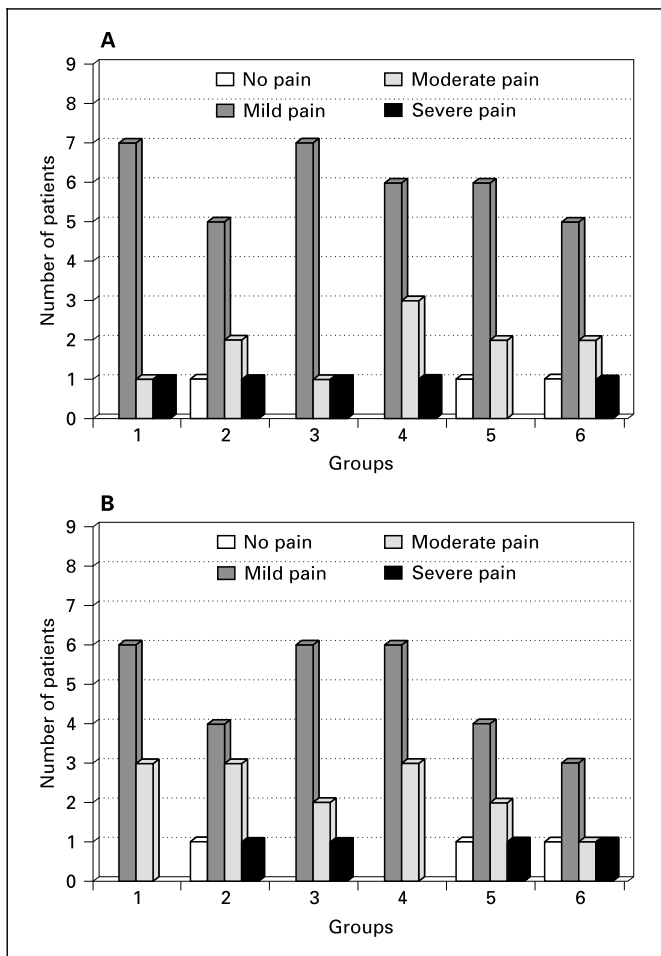 A
9
8
7
6
5
4
3
2
1
0
Number of patients
No pain
Moderate pain
Mild pain
Severe pain
1 2 3 4 5 6
Groups
B
9
8
7
6
5
4
3
2
1
0
Number of patients
No pain
Moderate pain
Mild pain
Severe pain
1 2 3 4 5 6
Groups